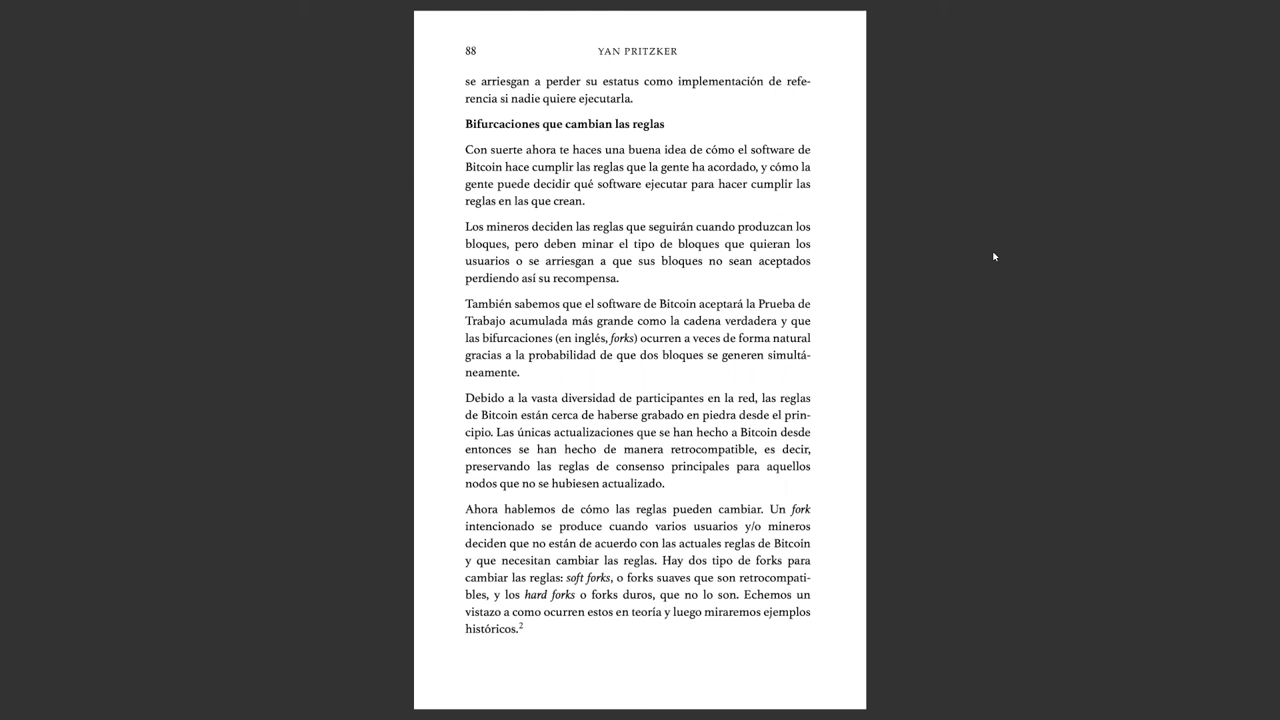 88 YAN PRITZKER
se arriesgan a perder su estatus como implementación de refe-
rencia si nadie quiere ejecutarla.
Bifurcaciones que cambian las reglas
Con suerte ahora te haces una buena idea de cómo el software de
Bitcoin hace cumplir las reglas que la gente ha acordado, y cómo la
gente puede decidir qué software ejecutar para hacer cumplir las
reglas en las que crean.
Los mineros deciden las reglas que seguirán cuando produzcan los
bloques, pero deben minar el tipo de bloques que quieran los
usuarios o se arriesgan a que sus bloques no sean aceptados
perdiendo así su recompensa.
También sabemos que el software de Bitcoin aceptará la Prueba de
Trabajo acumulada más grande como la cadena verdadera y que
las bifurcaciones (en inglés, forks) ocurren a veces de forma natural
gracias a la probabilidad de que dos bloques se generen simultá-
neamente.
Debido a la vasta diversidad de participantes en la red, las reglas
de Bitcoin están cerca de haberse grabado en piedra desde el prin-
cipio. Las únicas actualizaciones que se han hecho a Bitcoin desde
entonces se han hecho de manera retrocompatible, es decir,
preservando las reglas de consenso principales para aquellos
nodos que no se hubiesen actualizado.
Ahora hablemos de cómo las reglas pueden cambiar. Un fork
intencionado se produce cuando varios usuarios y/o mineros
deciden que no están de acuerdo con las actuales reglas de Bitcoin
y que necesitan cambiar las reglas. Hay dos tipo de forks para
cambiar las reglas: soft forks, o forks suaves que son retrocompati-
bles, y los hard forks o forks duros, que no lo son. Echemos un
vistazo a como ocurren estos en teoría y luego miraremos ejemplos
históricos.2